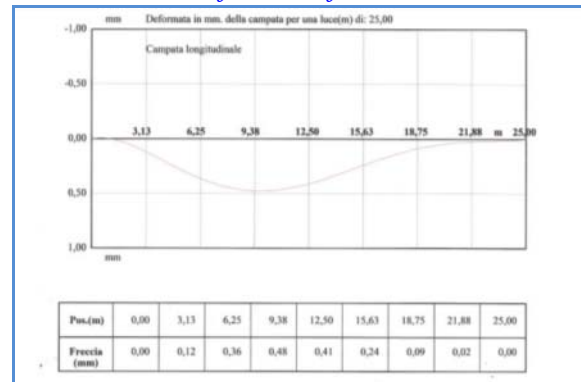 mm Deformata in mm. della campata per una luce(m) di: 25,00
-1,00
Campata longitudinale
-0,50
0,00 3,13 6,25 9,38 12,50 15,63 18,75 21,88 m 25,00
0,50
1,00
mm
Pos.(m) 0,00 3,13 6,25 9,38 12,50 15,63 18,75 21,88 25,00
Freccia 0,00 0,12 0,36 0,48 0,41 0,24 0,09 0,02 0,00
(mm)